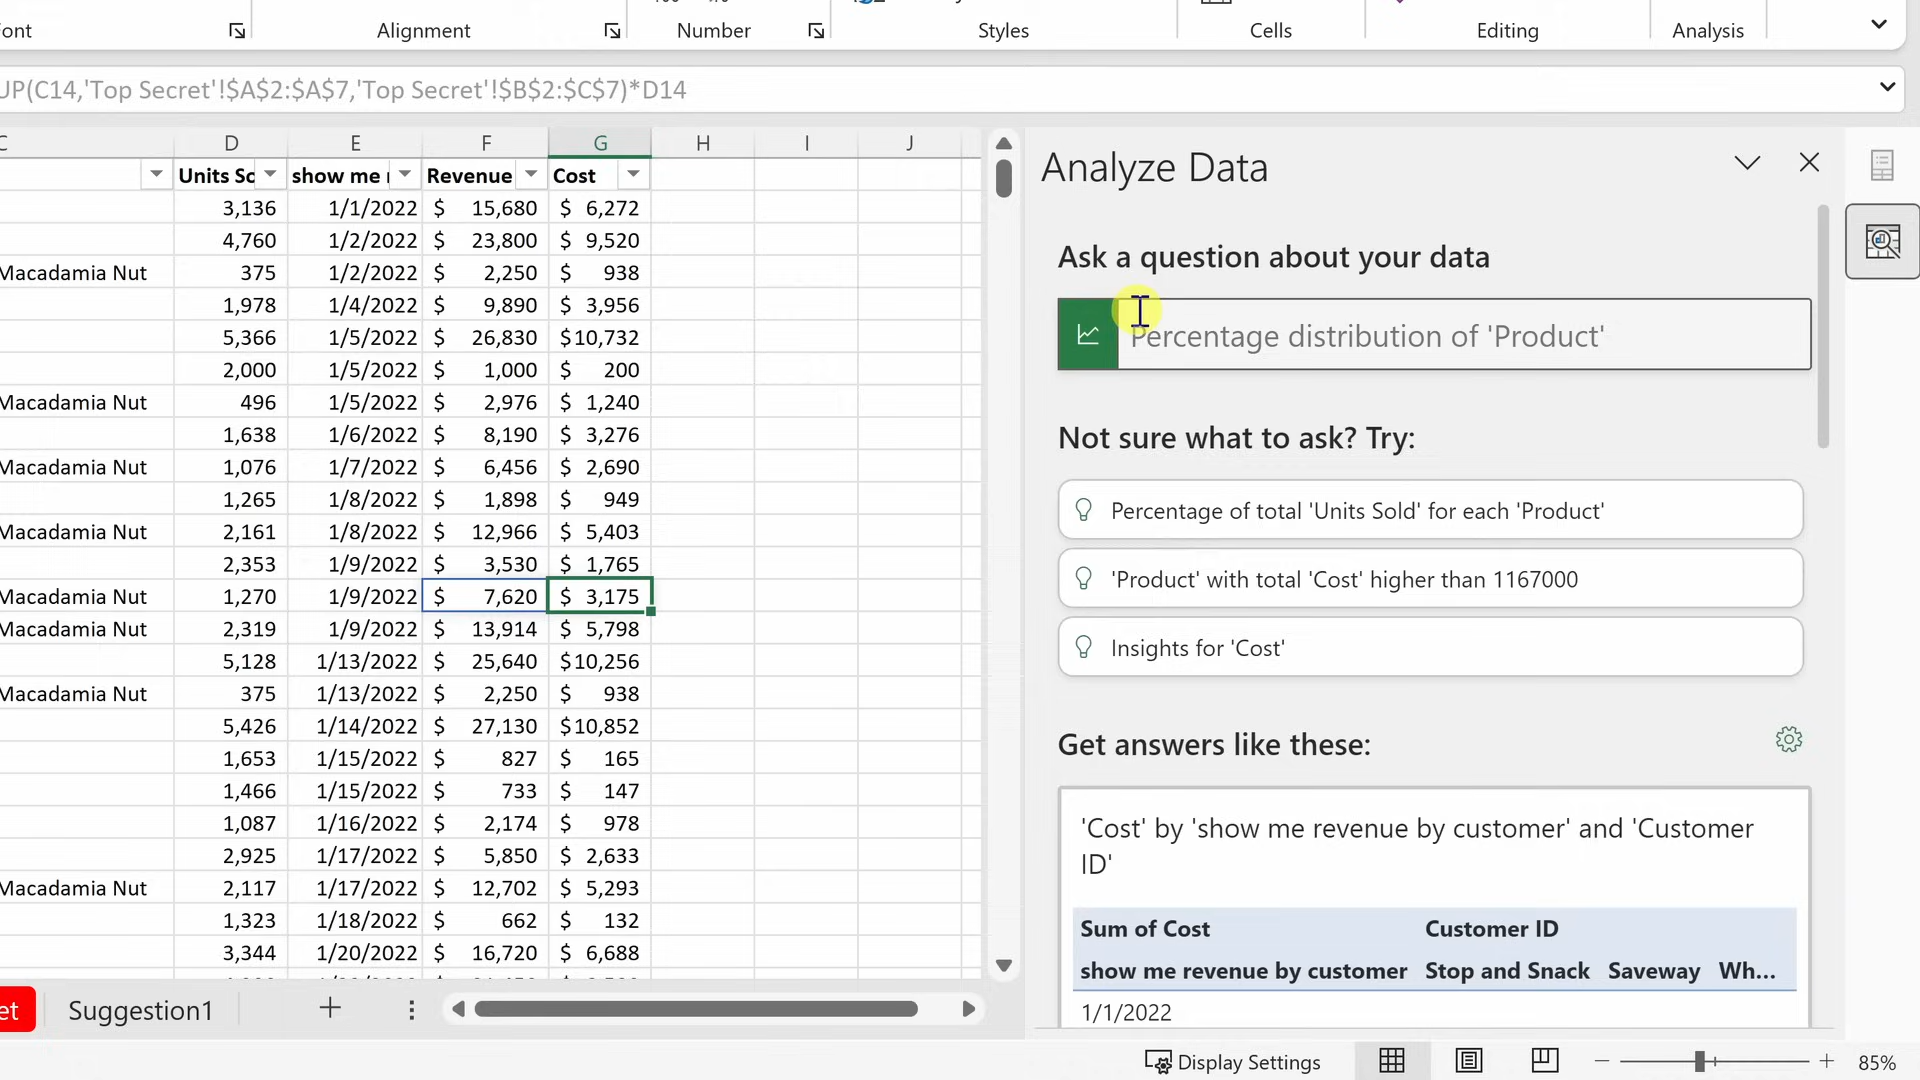 Font
Alignment
Number
Styles
Cells
Editing
Analysis
UP(C14,'Top Secret'!$A$2:$A$7,'Top Secret'!$B$2:$C$7)*D14
C D E F G H I J
Units So show me r Revenue Cost
3,136 1/1/2022 $ 15,680 $ 6,272
4,760 1/2/2022 $ 23,800 $ 9,520
Macadamia Nut 375 1/2/2022 $ 2,250 $ 938
1,978 1/4/2022 $ 9,890 $ 3,956
5,366 1/5/2022 $ 26,830 $10,732
2,000 1/5/2022 $ 1,000 $ 200
Macadamia Nut 496 1/5/2022 $ 2,976 $ 1,240
1,638 1/6/2022 $ 8,190 $ 3,276
Macadamia Nut 1,076 1/7/2022 $ 6,456 $ 2,690
1,265 1/8/2022 $ 1,898 $ 949
Macadamia Nut 2,161 1/8/2022 $ 12,966 $ 5,403
2,353 1/9/2022 $ 3,530 $ 1,765
Macadamia Nut 1,270 1/9/2022 $ 7,620 $ 3,175
Macadamia Nut 2,319 1/9/2022 $ 13,914 $ 5,798
5,128 1/13/2022 $ 25,640 $10,256
Macadamia Nut 375 1/13/2022 $ 2,250 $ 938
5,426 1/14/2022 $ 27,130 $10,852
1,653 1/15/2022 $ 827 $ 165
1,466 1/15/2022 $ 733 $ 147
1,087 1/16/2022 $ 2,174 $ 978
2,925 1/17/2022 $ 5,850 $ 2,633
Macadamia Nut 2,117 1/17/2022 $ 12,702 $ 5,293
1,323 1/18/2022 $ 662 $ 132
3,344 1/20/2022 $ 16,720 $ 6,688
et
Suggestion1
Analyze Data
Ask a question about your data
Percentage distribution of 'Product'
Not sure what to ask? Try:
Percentage of total 'Units Sold' for each 'Product'
'Product' with total 'Cost' higher than 1167000
Insights for 'Cost'
Get answers like these:
'Cost' by 'show me revenue by customer' and 'Customer
ID'
Sum of Cost Customer ID
show me revenue by customer Stop and Snack Saveway Wh...
1/1/2022
Display Settings
85%